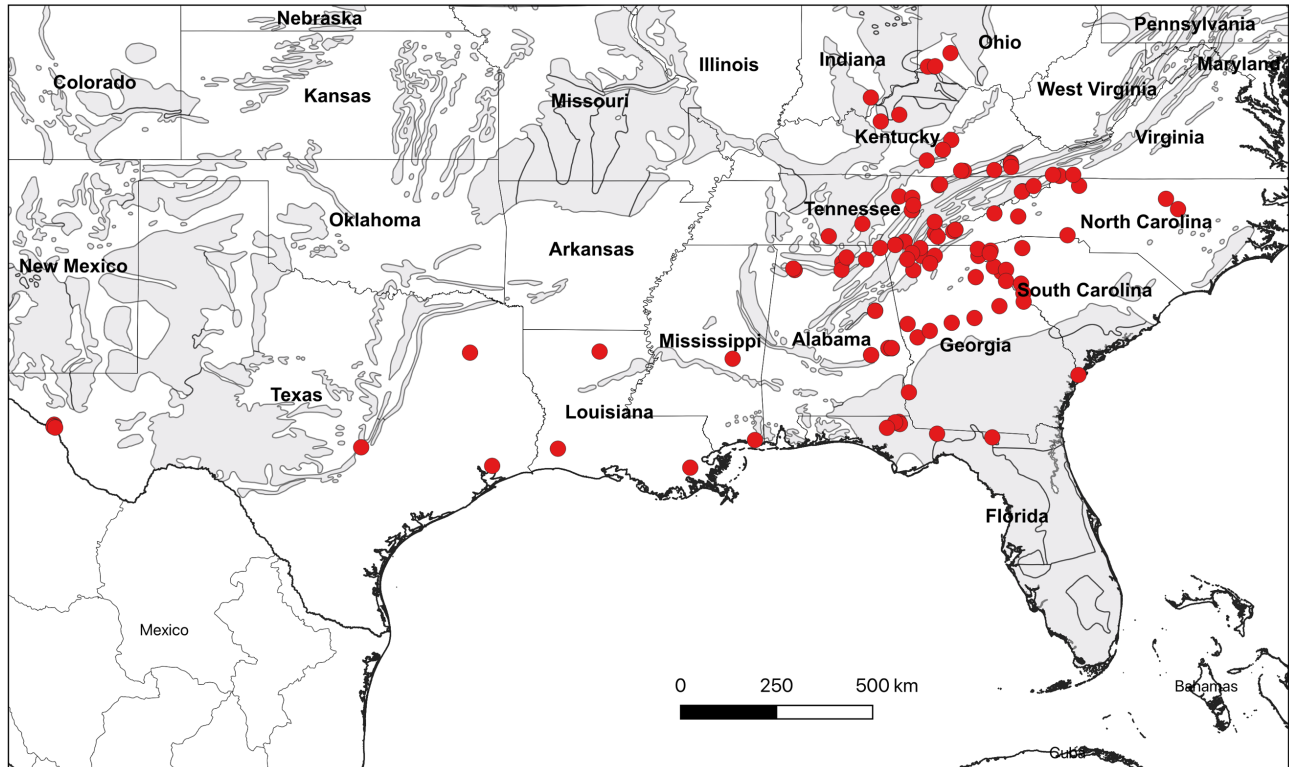 Nebraska
Pennsylvania
Ohio
Indiana
Illinois
Maryland
Colorado
West Virginia
Kansas
Missouri
Kentucky
Virginia
Tennessee
Oklahoma
North Carolina
Arkansas
New Mexico
South Carolina
Mississippi
Alabama
Georgia
Texas
Louisiana
Florida
Mexico
0 250 500 km
Bahamas
Cuba